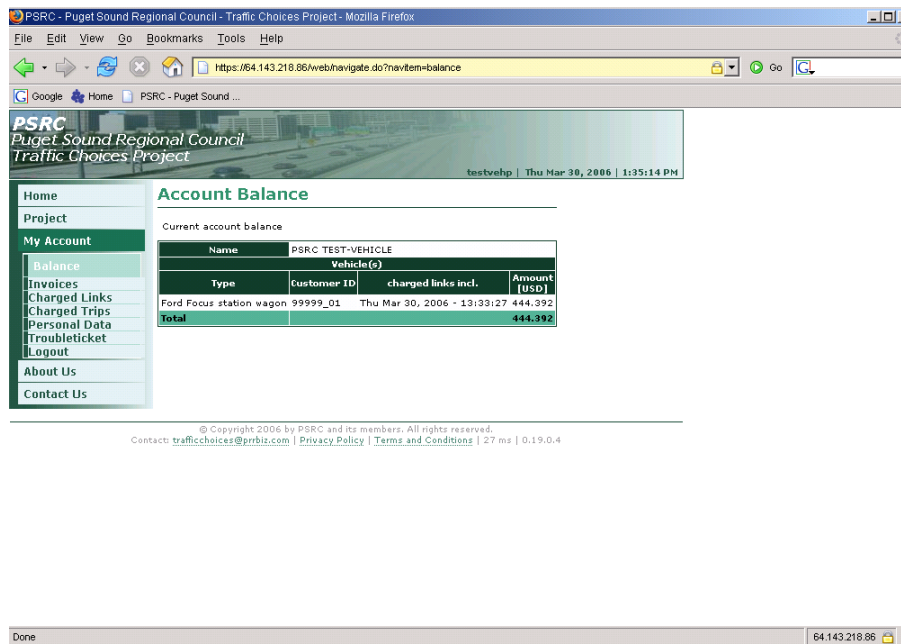 PSRC - Puget Sound Regional Council - Traffic Choices Project - Mozilla Firefox
File Edit View Go Bookmarks Tools Help
https://64.143.218.86/web/navigate.do?navitem=balance Go G
Google Home PSRC - Puget Sound ...
PSRC
Puget Sound Regional Council
Traffic Choices Project
testvehp | Thu Mar 30, 2006 | 1:35:14 PM
Home
Project
My Account
Balance
Invoices
Charged Links
Charged Trips
Personal Data
Troubleticket
Logout
About Us
Contact Us
Account Balance
Current account balance
Name PSRC TEST-VEHICLE
Vehicle(s)
Type Customer ID charged links incl. Amount [USD]
Ford Focus station wagon 99999_01 Thu Mar 30, 2006 - 13:33:27 444.392
Total 444.392
© Copyright 2006 by PSRC and its members. All rights reserved.
Contact: trafficchoices@prrbiz.com | Privacy Policy | Terms and Conditions | 27 ms | 0.19.0.4
Done 64.143.218.86